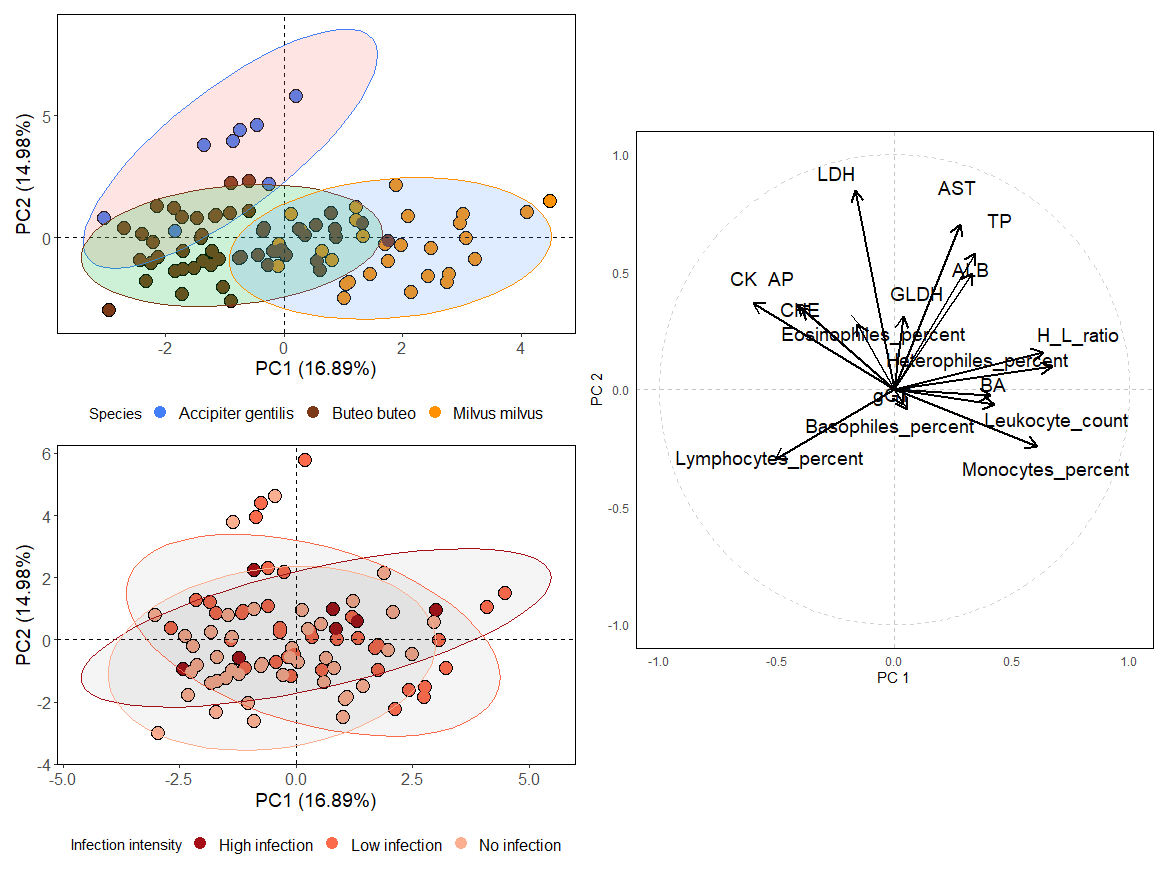 PC2 (14.98%)
5
0
-2
0
2
4
PC1 (16.89%)
Species
Accipiter gentilis
Buteo buteo
Milvus milvus
PC2 (14.98%)
6
4
2
0
-2
-4
-5.0
-2.5
0.0
2.5
5.0
PC1 (16.89%)
Infection intensity
High infection
Low infection
No infection
PC 2
1.0
0.5
0.0
-0.5
-1.0
LDH
AST
TP
CK
AP
ALB
GLDH
CHE
Eosinophiles_percent
H_L_ratio
Heterophiles_percent
BA
Leukocyte_count
Basophiles_percent
Lymphocytes_percent
Monocytes_percent
-1.0
-0.5
0.0
0.5
1.0
PC 1